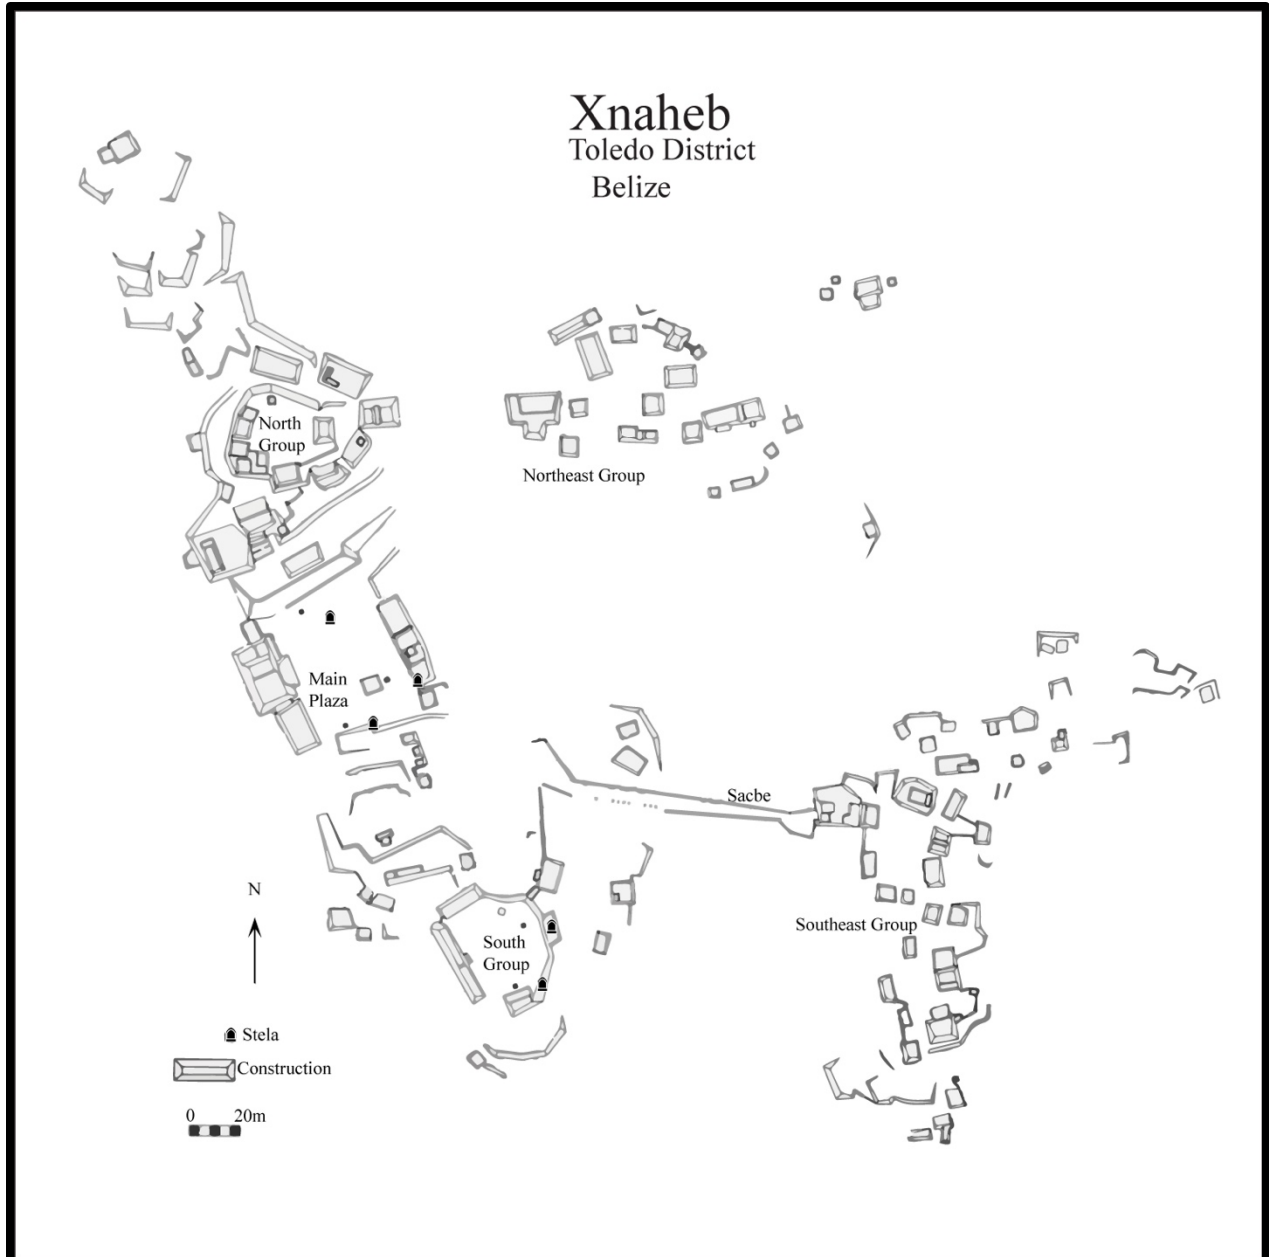 Xnaheb
Toledo District
Belize
North
Group
Northeast Group
Main
Plaza
Sacbe
N
Southeast Group
South
Group
Stela
Construction
0 20m